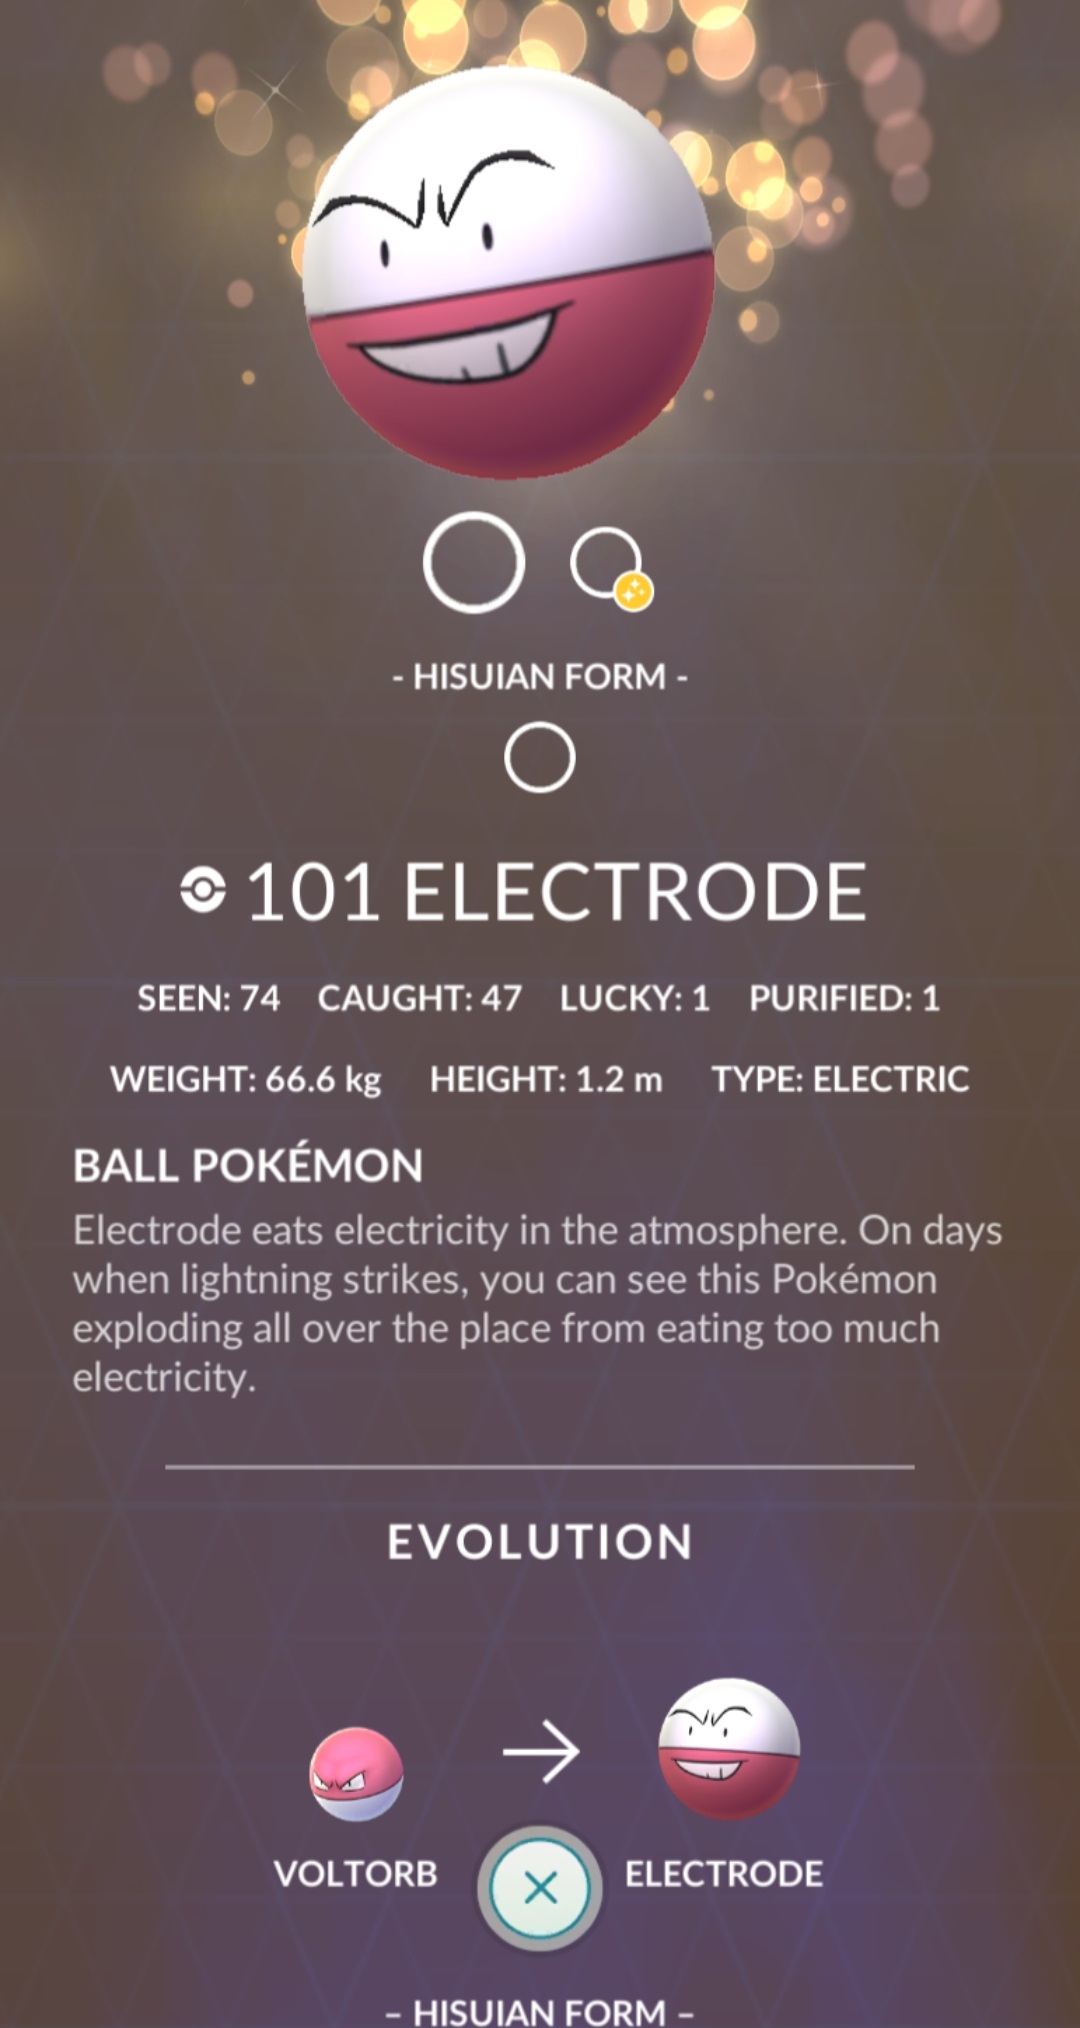 - HISUIAN FORM -
101 ELECTRODE
SEEN: 74 CAUGHT: 47 LUCKY: 1 PURIFIED: 1
WEIGHT: 66.6 kg HEIGHT: 1.2 m TYPE: ELECTRIC
BALL POKÉMON
Electrode eats electricity in the atmosphere. On days
when lightning strikes, you can see this Pokémon
exploding all over the place from eating too much
electricity.
EVOLUTION
VOLTORB ELECTRODE
– HISUIAN FORM –